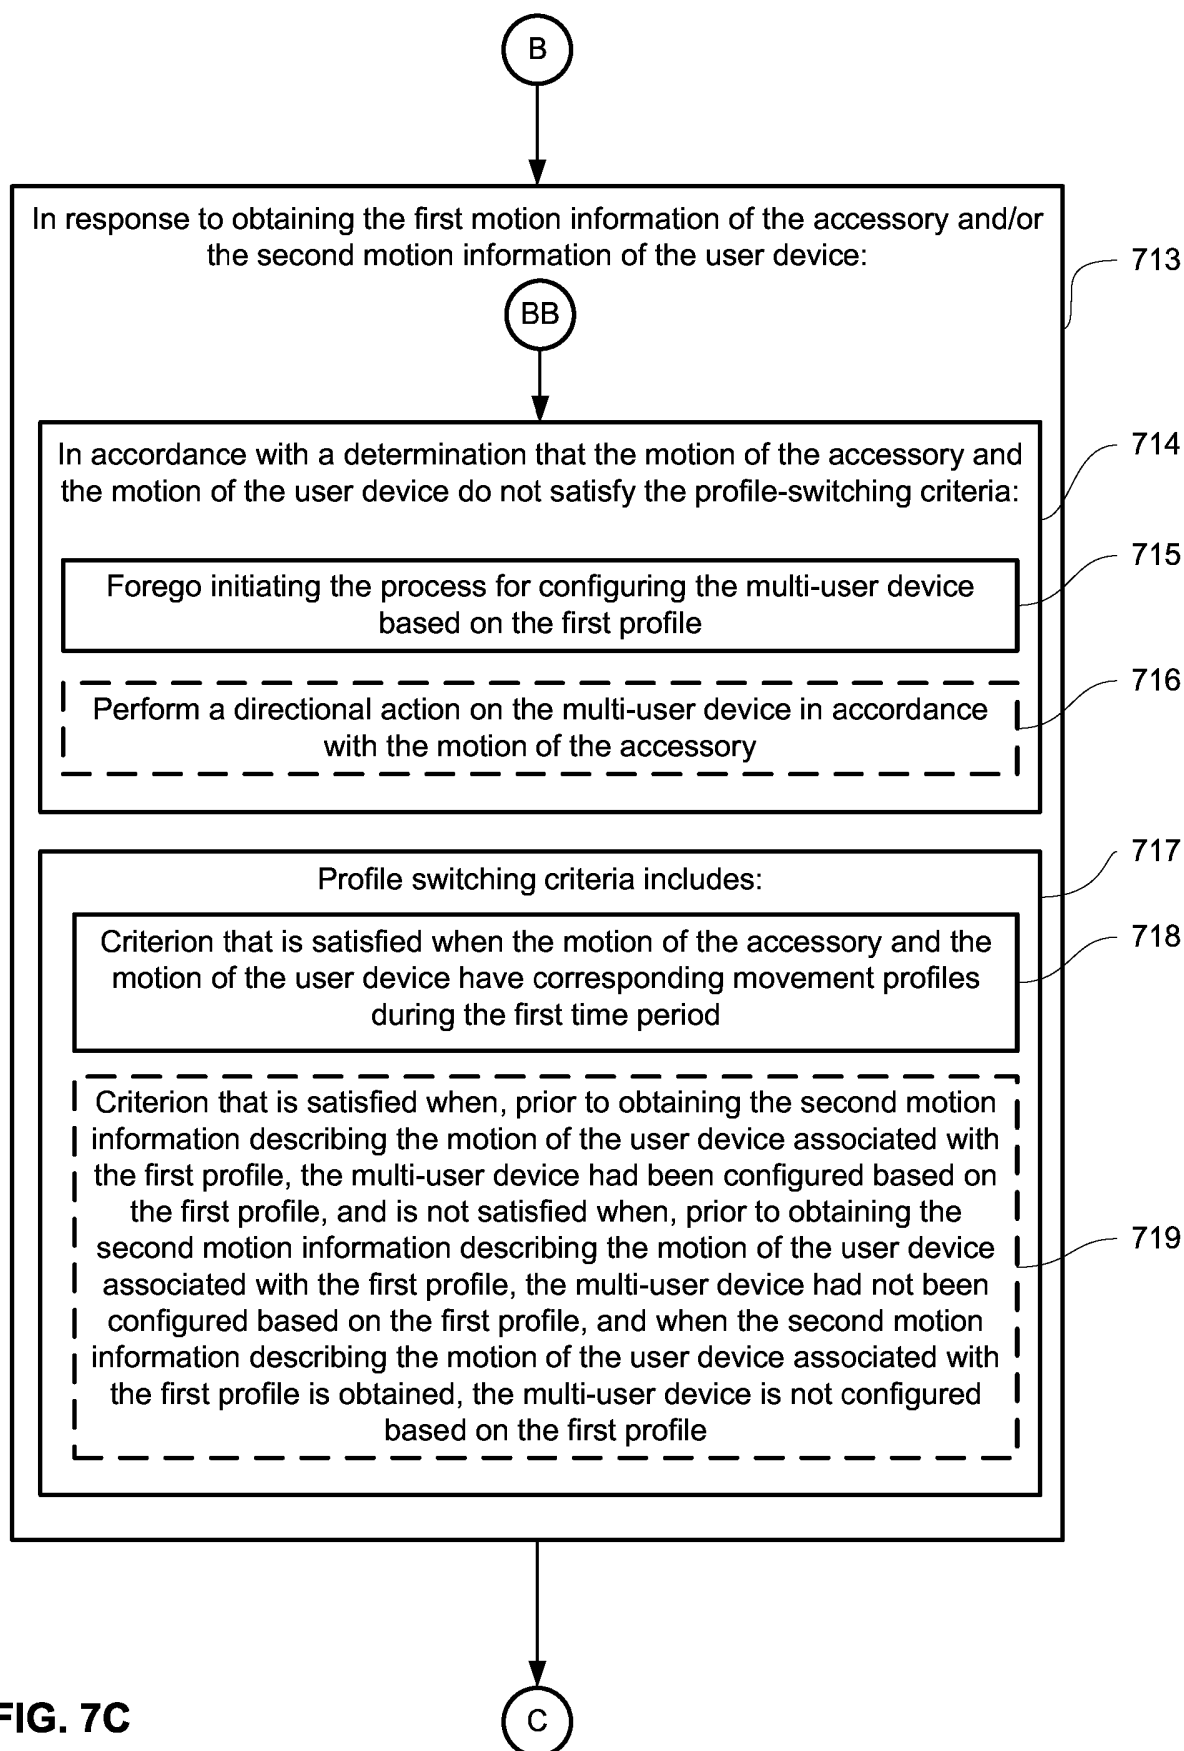 B
In response to obtaining the first motion information of the accessory and/or
the second motion information of the user device:
713
BB
In accordance with a determination that the motion of the accessory and
the motion of the user device do not satisfy the profile-switching criteria:
714
Forego initiating the process for configuring the multi-user device
based on the first profile
715
Perform a directional action on the multi-user device in accordance
with the motion of the accessory
716
Profile switching criteria includes:
717
Criterion that is satisfied when the motion of the accessory and the
motion of the user device have corresponding movement profiles
during the first time period
718
Criterion that is satisfied when, prior to obtaining the second motion
information describing the motion of the user device associated with
the first profile, the multi-user device had been configured based on
the first profile, and is not satisfied when, prior to obtaining the
second motion information describing the motion of the user device
associated with the first profile, the multi-user device had not been
configured based on the first profile, and when the second motion
information describing the motion of the user device associated with
the first profile is obtained, the multi-user device is not configured
based on the first profile
719
FIG. 7C
C